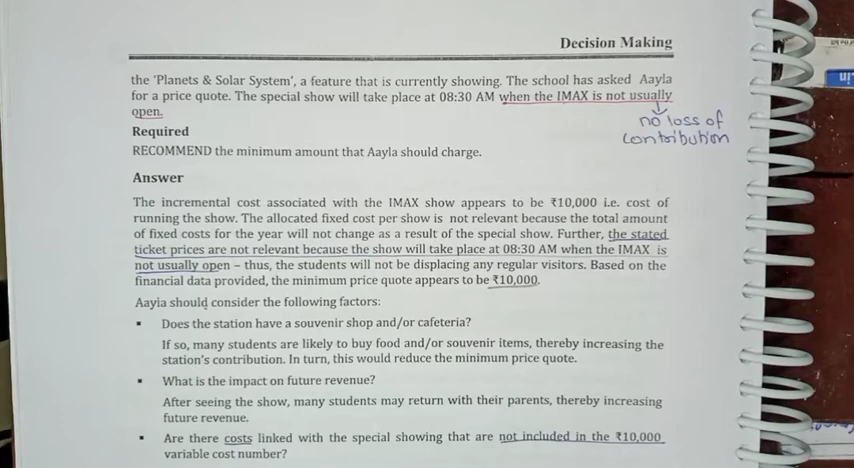 Decision Making
the 'Planets & Solar System', a feature that is currently showing. The school has asked Aayla
for a price quote. The special show will take place at 08:30 AM when the IMAX is not usually
open.
no loss of
contribution
Required
RECOMMEND the minimum amount that Aayla should charge.
Answer
The incremental cost associated with the IMAX show appears to be ₹10,000 i.e. cost of
running the show. The allocated fixed cost per show is not relevant because the total amount
of fixed costs for the year will not change as a result of the special show. Further, the stated
ticket prices are not relevant because the show will take place at 08:30 AM when the IMAX is
not usually open – thus, the students will not be displacing any regular visitors. Based on the
financial data provided, the minimum price quote appears to be ₹10,000.
Aayla should consider the following factors:
▪ Does the station have a souvenir shop and/or cafeteria?
If so, many students are likely to buy food and/or souvenir items, thereby increasing the
station's contribution. In turn, this would reduce the minimum price quote.
▪ What is the impact on future revenue?
After seeing the show, many students may return with their parents, thereby increasing
future revenue.
▪ Are there costs linked with the special showing that are not included in the ₹10,000
variable cost number?